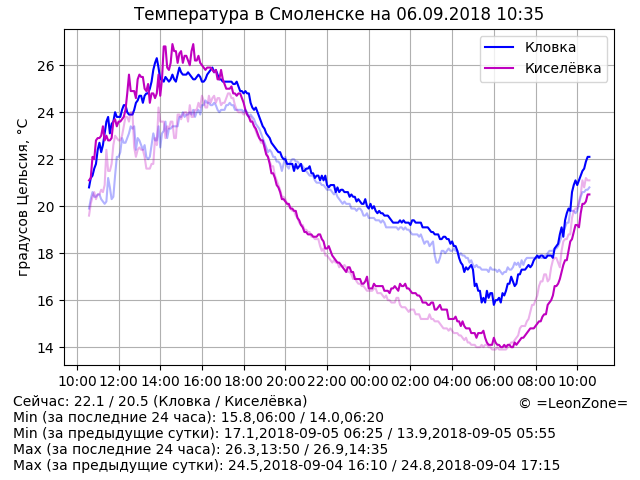 Температура в Смоленске на 06.09.2018 10:35
Кловка
Киселёвка
градусов Цельсия, °C
26
24
22
20
18
16
14
10:00 12:00 14:00 16:00 18:00 20:00 22:00 00:00 02:00 04:00 06:00 08:00 10:00
Сейчас: 22.1 / 20.5 (Кловка / Киселёвка)
© =LeonZone=
Min (за последние 24 часа): 15.8,06:00 / 14.0,06:20
Min (за предыдущие сутки): 17.1,2018-09-05 06:25 / 13.9,2018-09-05 05:55
Max (за последние 24 часа): 26.3,13:50 / 26.9,14:35
Max (за предыдущие сутки): 24.5,2018-09-04 16:10 / 24.8,2018-09-04 17:15